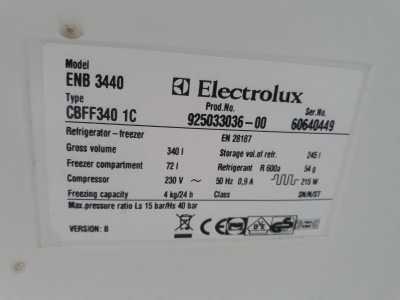 Model
ENB 3440
Electrolux
Type
CBFF340 1C
Prod.No.
925033036-00
Ser.No.
60640449
Refrigerator-freezer
EN 28187
Gross volume 340 l
Storage vol.of refr. 245 l
Freezer compartment 72 l
Refrigerant R 600a 54 g
Compressor 230 V ~ 50 Hz 0,9 A 215 W
Freezing capacity 4 kg/24 h
Class SN/N/ST
Max.pressure ratio Ls 15 bar/Hs 40 bar
VERSION: B
CE